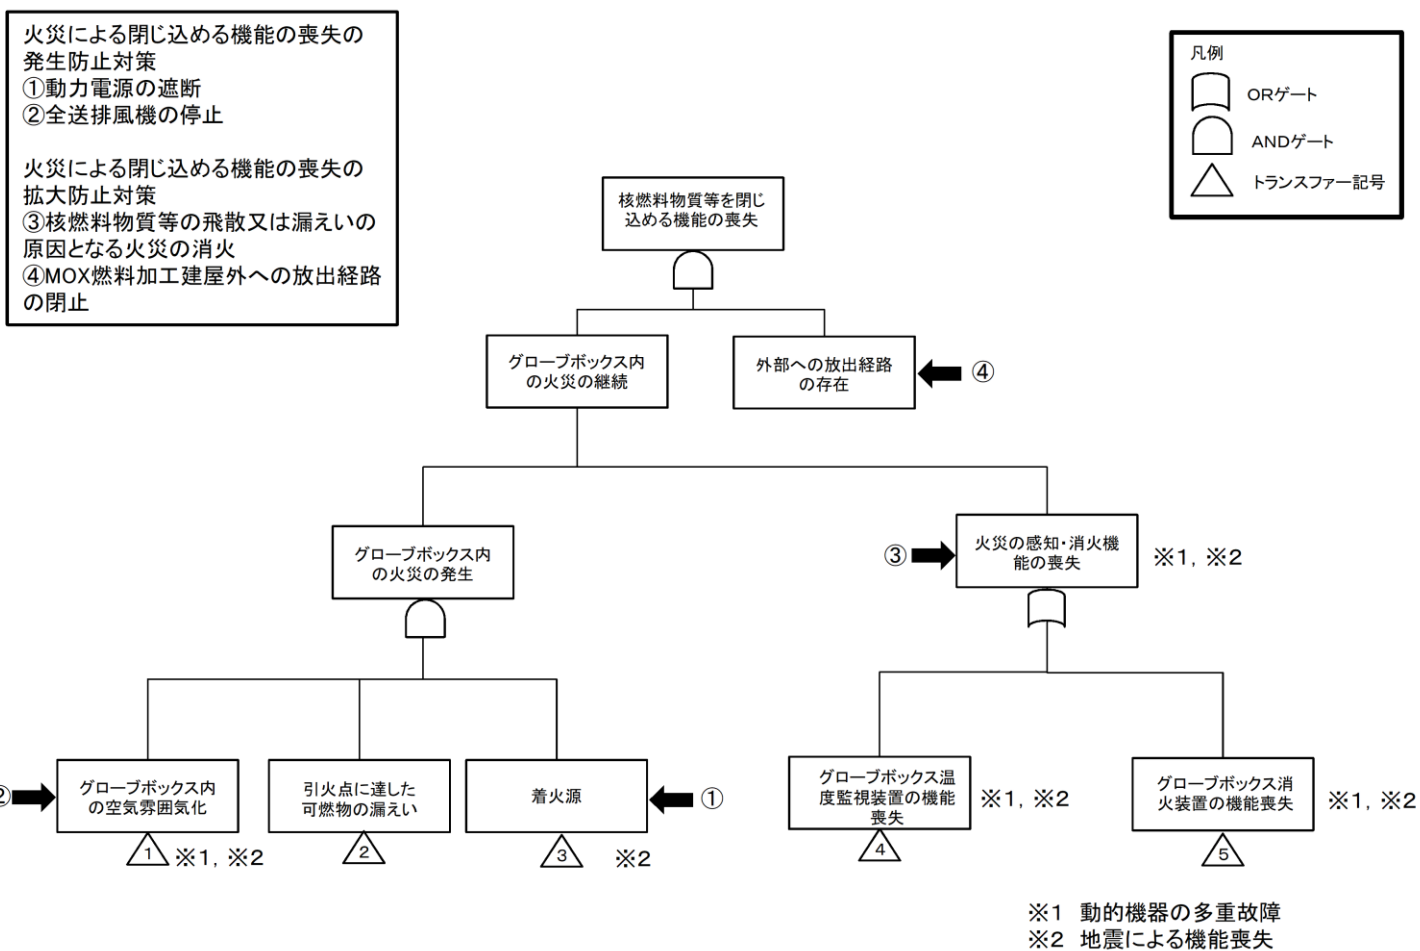 火災による閉じ込める機能の喪失の
発生防止対策
①動力電源の遮断
②全送排風機の停止
火災による閉じ込める機能の喪失の
拡大防止対策
③核燃料物質等の飛散又は漏えいの
原因となる火災の消火
④MOX燃料加工建屋外への放出経路
の閉止
凡例
ORゲート
ANDゲート
トランスファー記号
核燃料物質等を閉じ
込める機能の喪失
グローブボックス内
の火災の継続
外部への放出経路
の存在
④
グローブボックス内
の火災の発生
③
火災の感知・消火機
能の喪失
※1, ※2
②
グローブボックス内
の空気雰囲気化
1
※1, ※2
引火点に達した
可燃物の漏えい
2
着火源
①
3
※2
グローブボックス温
度監視装置の機能
喪失
※1, ※2
4
グローブボックス消
火装置の機能喪失
※1, ※2
5
※1 動的機器の多重故障
※2 地震による機能喪失